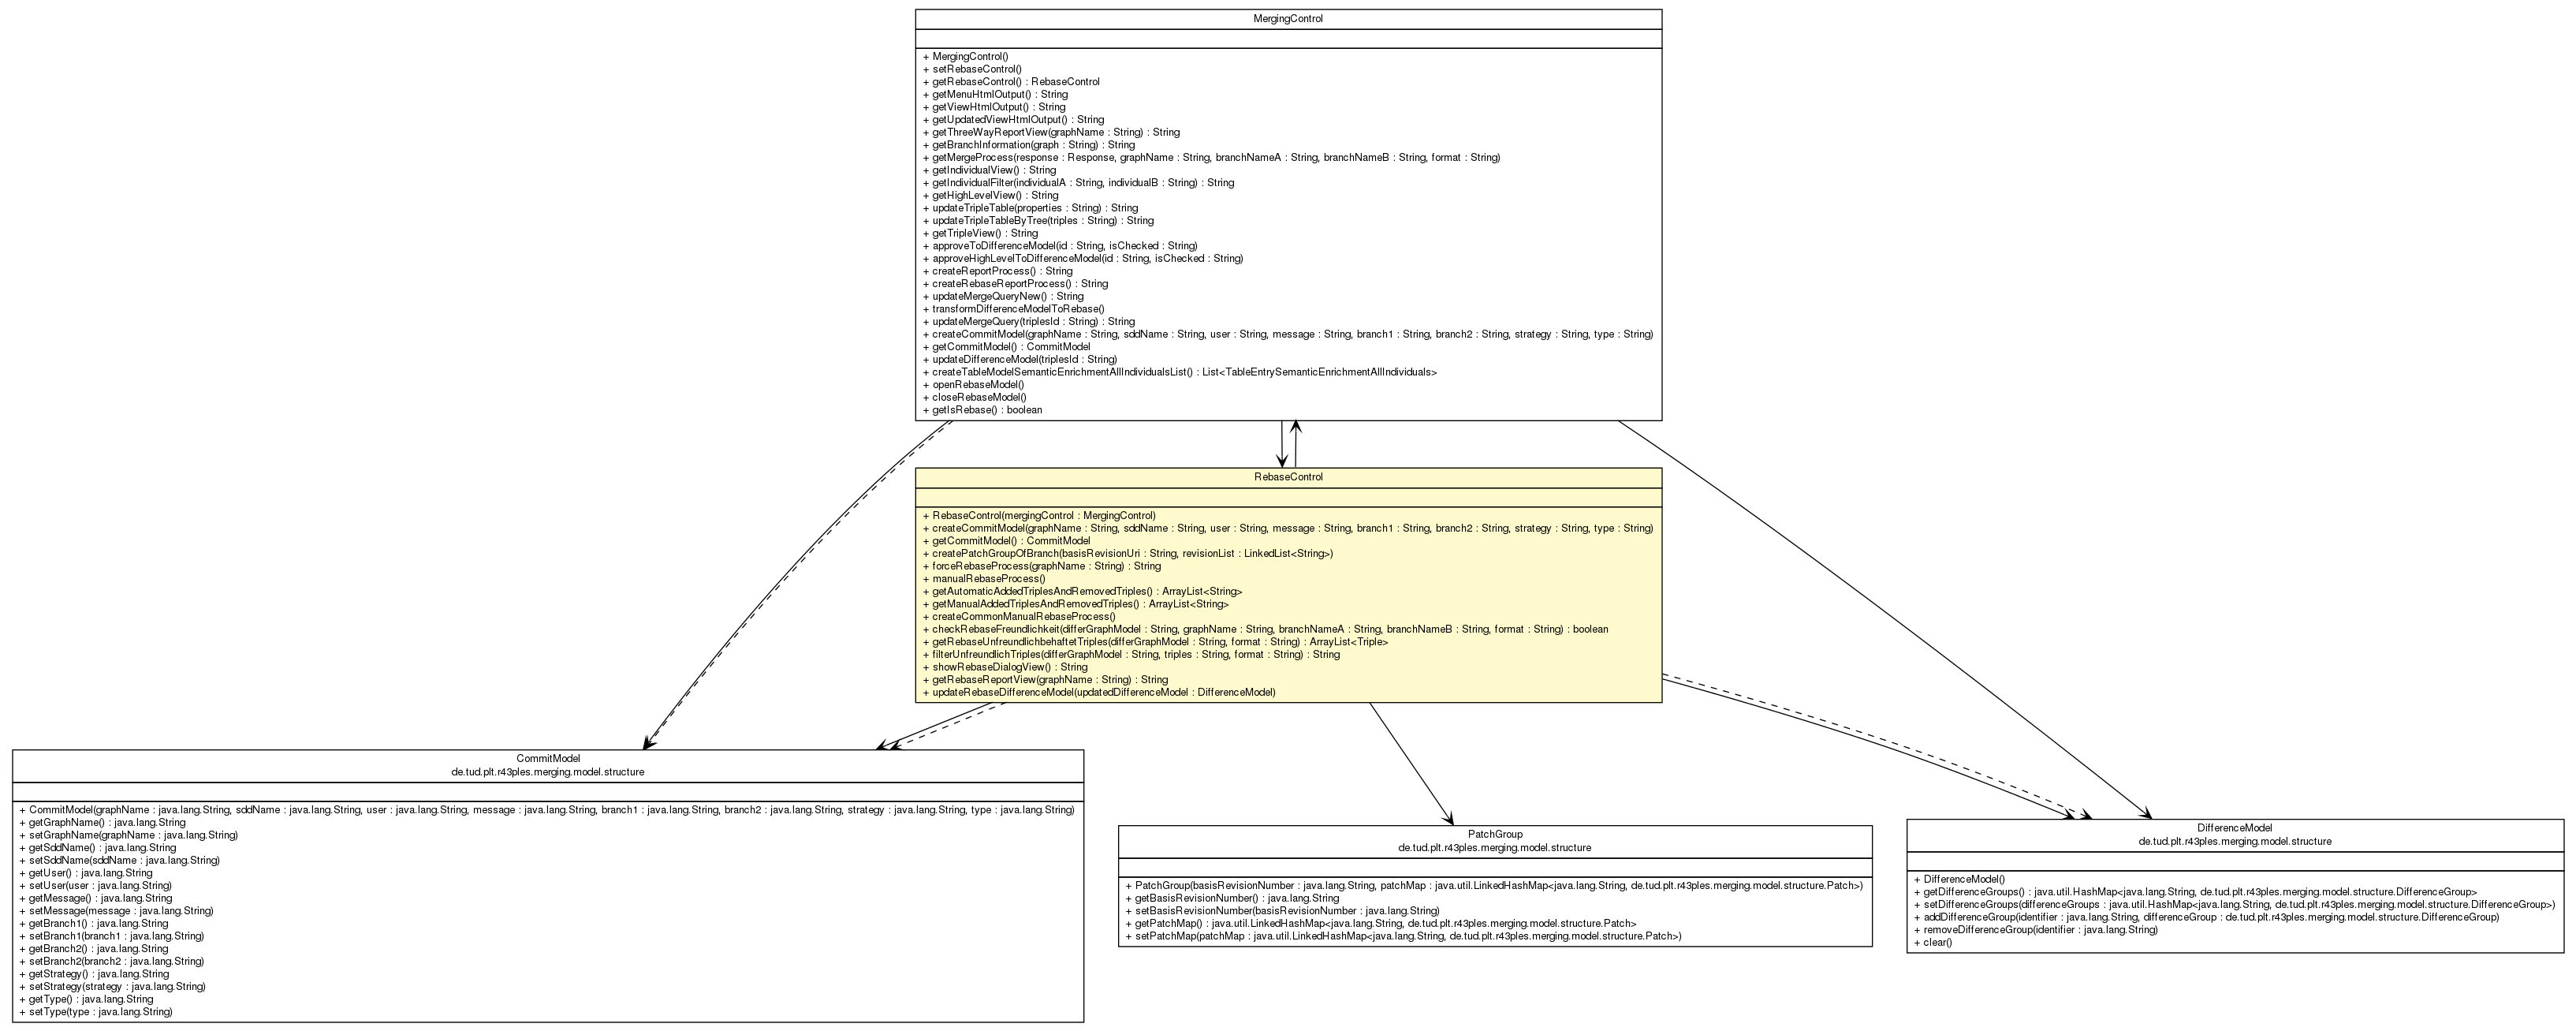 MergingControl
+ MergingControl()
+ setRebaseControl()
+ getRebaseControl() : RebaseControl
+ getMenuHtmlOutput() : String
+ getViewHtmlOutput() : String
+ getUpdatedViewHtmlOutput() : String
+ getThreeWayReportView(graphName : String) : String
+ getBranchInformation(graph : String) : String
+ getMergeProcess(response : Response, graphName : String, branchNameA : String, branchNameB : String, format : String)
+ getIndividualView() : String
+ getIndividualFilter(individualA : String, individualB : String) : String
+ getHighLevelView() : String
+ updateTripleTable(properties : String) : String
+ updateTripleTableByTree(triples : String) : String
+ getTripleView() : String
+ approveToDifferenceModel(id : String, isChecked : String)
+ approveHighLevelToDifferenceModel(id : String, isChecked : String)
+ createReportProcess() : String
+ createRebaseReportProcess() : String
+ updateMergeQueryNew() : String
+ transformDifferenceModelToRebase()
+ updateMergeQuery(triplesId : String) : String
+ createCommitModel(graphName : String, sddName : String, user : String, message : String, branch1 : String, branch2 : String, strategy : String, type : String)
+ getCommitModel() : CommitModel
+ updateDifferenceModel(triplesId : String)
+ createTableModelSemanticEnrichmentAllIndividualsList() : List<TableEntrySemanticEnrichmentAllIndividuals>
+ openRebaseModel()
+ closeRebaseModel()
+ getIsRebase() : boolean
RebaseControl
+ RebaseControl(mergingControl : MergingControl)
+ createCommitModel(graphName : String, sddName : String, user : String, message : String, branch1 : String, branch2 : String, strategy : String, type : String)
+ getCommitModel() : CommitModel
+ createPatchGroupOfBranch(basisRevisionUri : String, revisionList : LinkedList<String>)
+ forceRebaseProcess(graphName : String) : String
+ manualRebaseProcess()
+ getAutomaticAddedTriplesAndRemovedTriples() : ArrayList<String>
+ getManualAddedTriplesAndRemovedTriples() : ArrayList<String>
+ createCommonManualRebaseProcess()
+ checkRebaseFreundlichkeit(differGraphModel : String, graphName : String, branchNameA : String, branchNameB : String, format : String) : boolean
+ getRebaseUnfreundlichbehaftetTriples(differGraphModel : String, format : String) : ArrayList<Triple>
+ filterUnfreundlichTriples(differGraphModel : String, triples : String, format : String) : String
+ showRebaseDialogView() : String
+ getRebaseReportView(graphName : String) : String
+ updateRebaseDifferenceModel(updatedDifferenceModel : DifferenceModel)
CommitModel
de.tud.plt.r43ples.merging.model.structure
+ CommitModel(graphName : java.lang.String, sddName : java.lang.String, user : java.lang.String, message : java.lang.String, branch1 : java.lang.String, branch2 : java.lang.String, strategy : java.lang.String, type : java.lang.String)
+ getGraphName() : java.lang.String
+ setGraphName(graphName : java.lang.String)
+ getSddName() : java.lang.String
+ setSddName(sddName : java.lang.String)
+ getUser() : java.lang.String
+ setUser(user : java.lang.String)
+ getMessage() : java.lang.String
+ setMessage(message : java.lang.String)
+ getBranch1() : java.lang.String
+ setBranch1(branch1 : java.lang.String)
+ getBranch2() : java.lang.String
+ setBranch2(branch2 : java.lang.String)
+ getStrategy() : java.lang.String
+ setStrategy(strategy : java.lang.String)
+ getType() : java.lang.String
+ setType(type : java.lang.String)
PatchGroup
de.tud.plt.r43ples.merging.model.structure
+ PatchGroup(basisRevisionNumber : java.lang.String, patchMap : java.util.LinkedHashMap<java.lang.String, de.tud.plt.r43ples.merging.model.structure.Patch>)
+ getBasisRevisionNumber() : java.lang.String
+ setBasisRevisionNumber(basisRevisionNumber : java.lang.String)
+ getPatchMap() : java.util.LinkedHashMap<java.lang.String, de.tud.plt.r43ples.merging.model.structure.Patch>
+ setPatchMap(patchMap : java.util.LinkedHashMap<java.lang.String, de.tud.plt.r43ples.merging.model.structure.Patch>)
DifferenceModel
de.tud.plt.r43ples.merging.model.structure
+ DifferenceModel()
+ getDifferenceGroups() : java.util.HashMap<java.lang.String, de.tud.plt.r43ples.merging.model.structure.DifferenceGroup>
+ setDifferenceGroups(differenceGroups : java.util.HashMap<java.lang.String, de.tud.plt.r43ples.merging.model.structure.DifferenceGroup>)
+ addDifferenceGroup(identifier : java.lang.String, differenceGroup : de.tud.plt.r43ples.merging.model.structure.DifferenceGroup)
+ removeDifferenceGroup(identifier : java.lang.String)
+ clear()